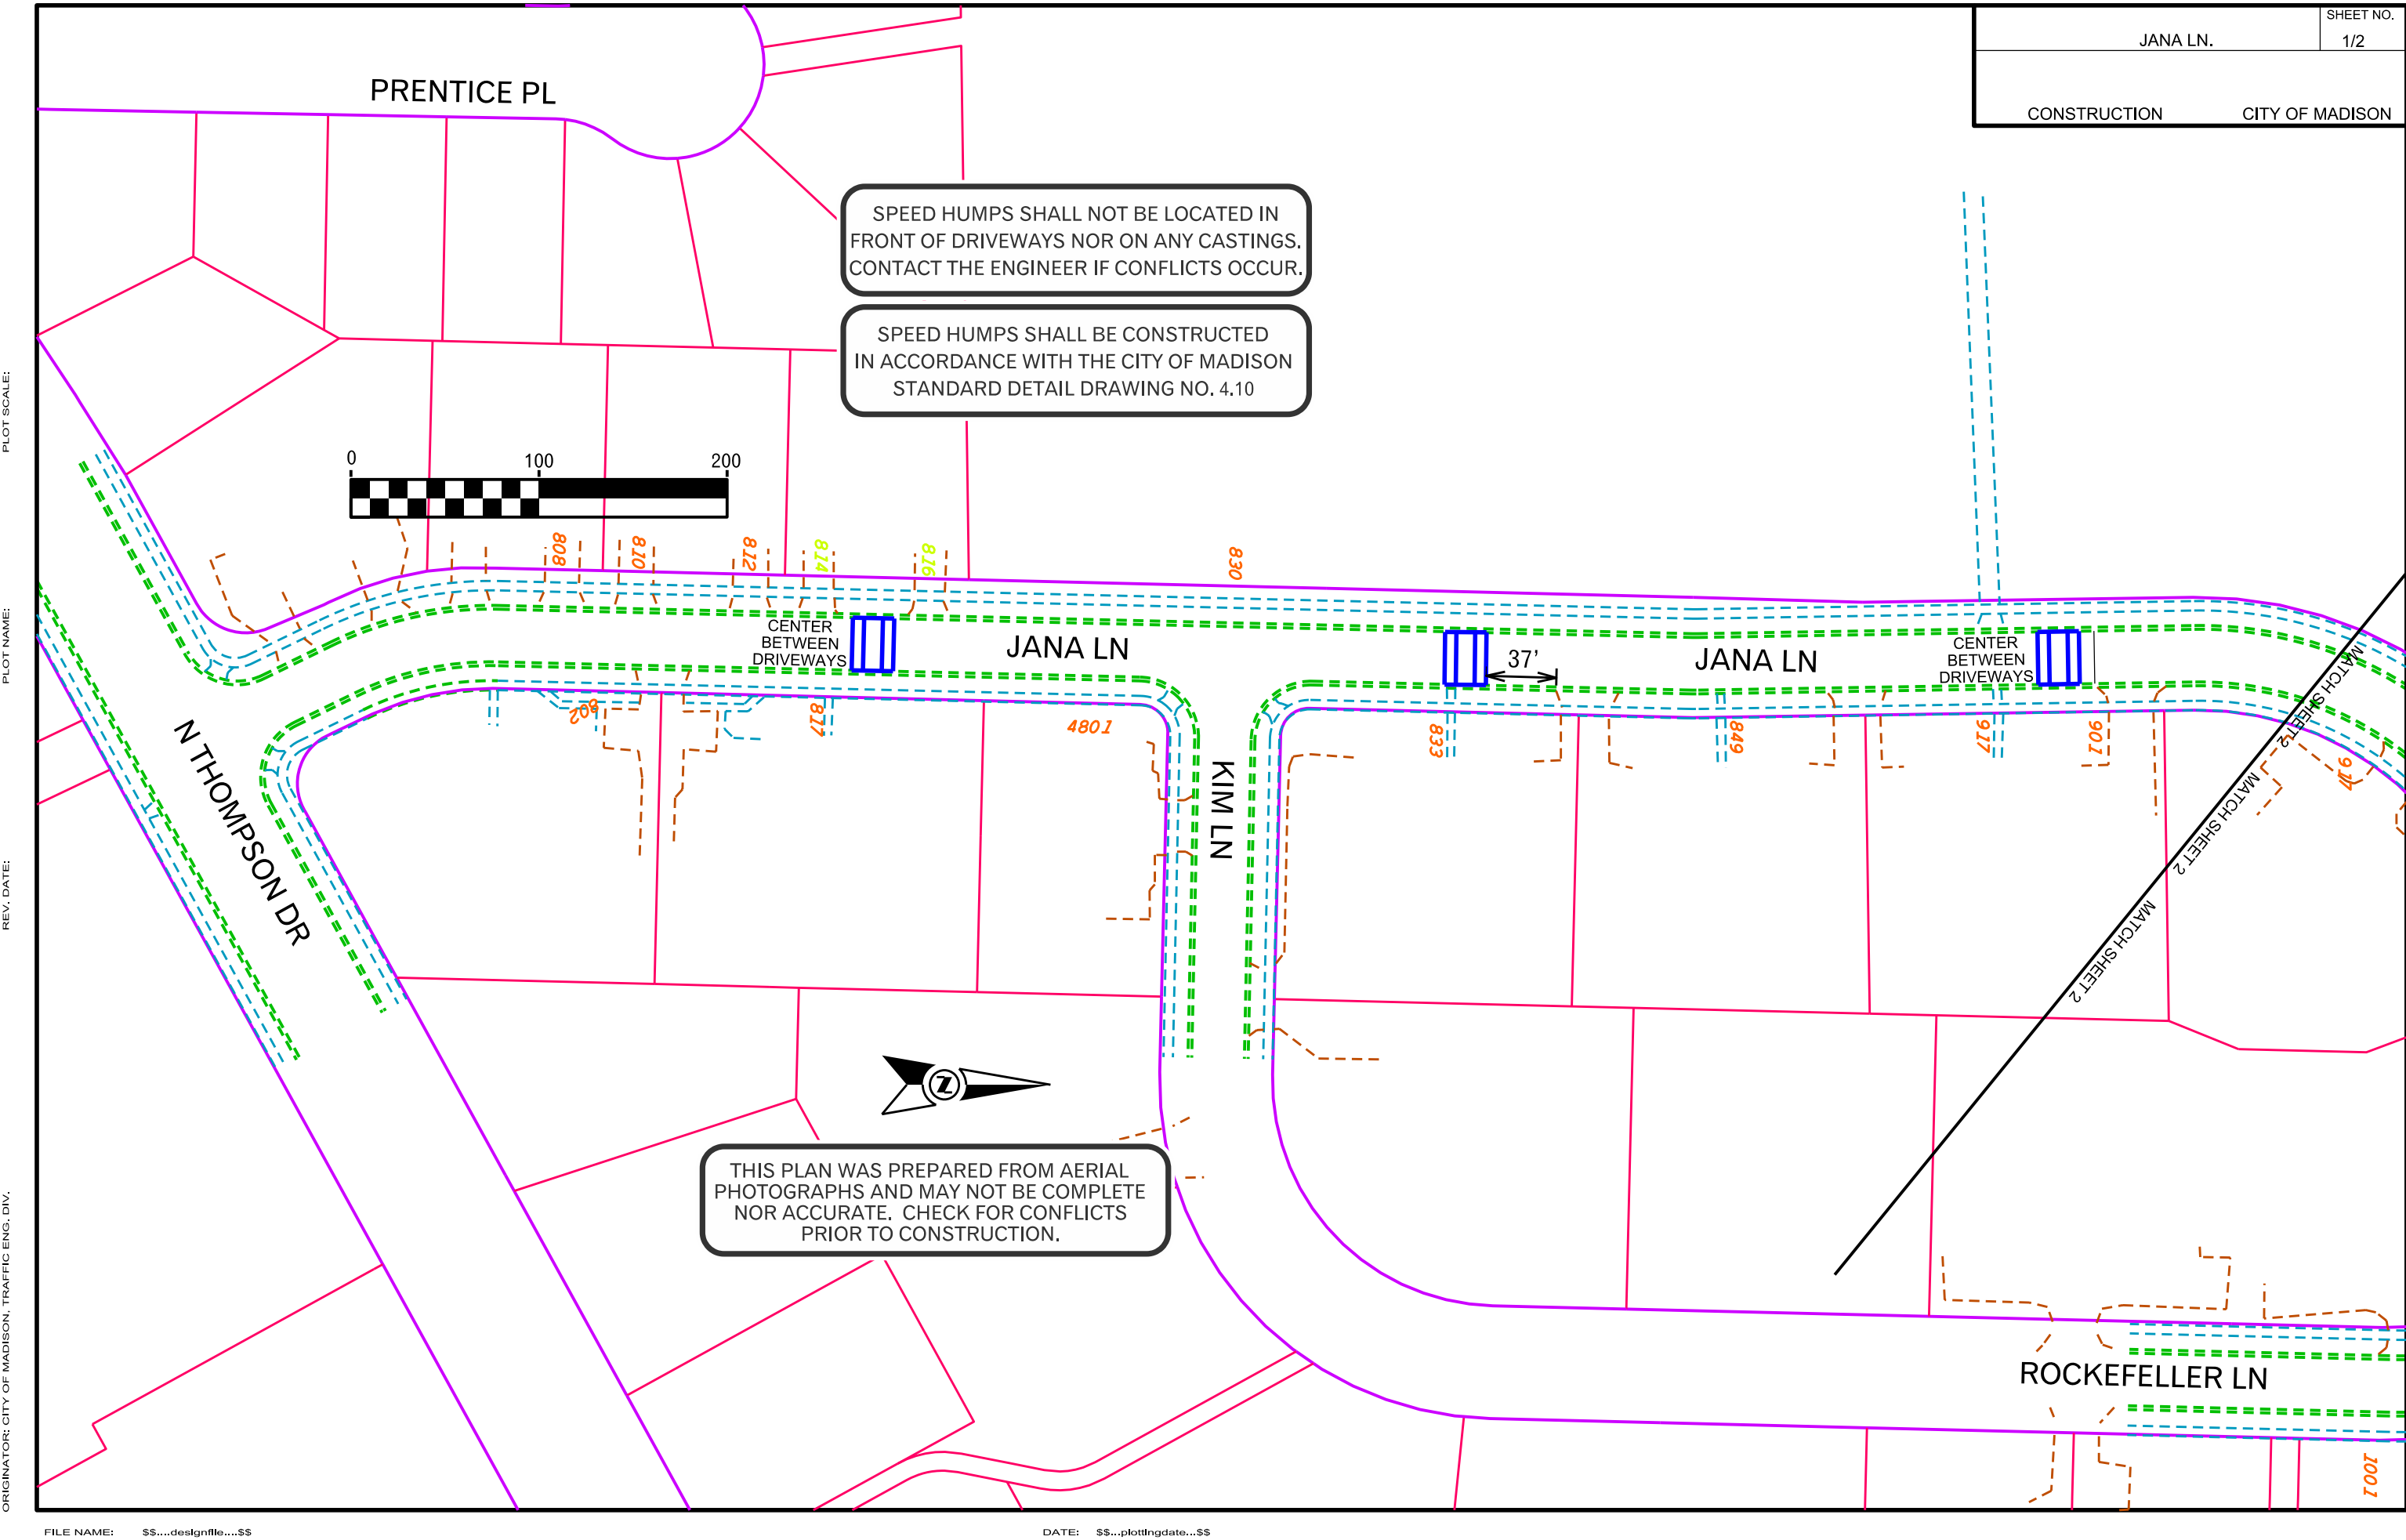 SHEET NO.
JANA LN.
1/2
CONSTRUCTION
CITY OF MADISON
PRENTICE PL
SPEED HUMPS SHALL NOT BE LOCATED IN
FRONT OF DRIVEWAYS NOR ON ANY CASTINGS.
CONTACT THE ENGINEER IF CONFLICTS OCCUR.
SPEED HUMPS SHALL BE CONSTRUCTED
IN ACCORDANCE WITH THE CITY OF MADISON
STANDARD DETAIL DRAWING NO. 4.10
PLOT SCALE:
0
100
200
808
810
812
814
816
830
PLOT NAME:
CENTER
BETWEEN
DRIVEWAYS
JANA LN
37'
JANA LN
CENTER
BETWEEN
DRIVEWAYS
MATCH SHEET 2
802
817
4801
833
849
917
901
917
N THOMPSON DR
KIM LN
MATCH SHEET 2
MATCH SHEET 2
REV. DATE:
Z
THIS PLAN WAS PREPARED FROM AERIAL
PHOTOGRAPHS AND MAY NOT BE COMPLETE
NOR ACCURATE. CHECK FOR CONFLICTS
PRIOR TO CONSTRUCTION.
ROCKEFELLER LN
1001
ORIGINATOR: CITY OF MADISON, TRAFFIC ENG. DIV.
FILE NAME: $$....designfile....$$
DATE: $$...plottingdate...$$